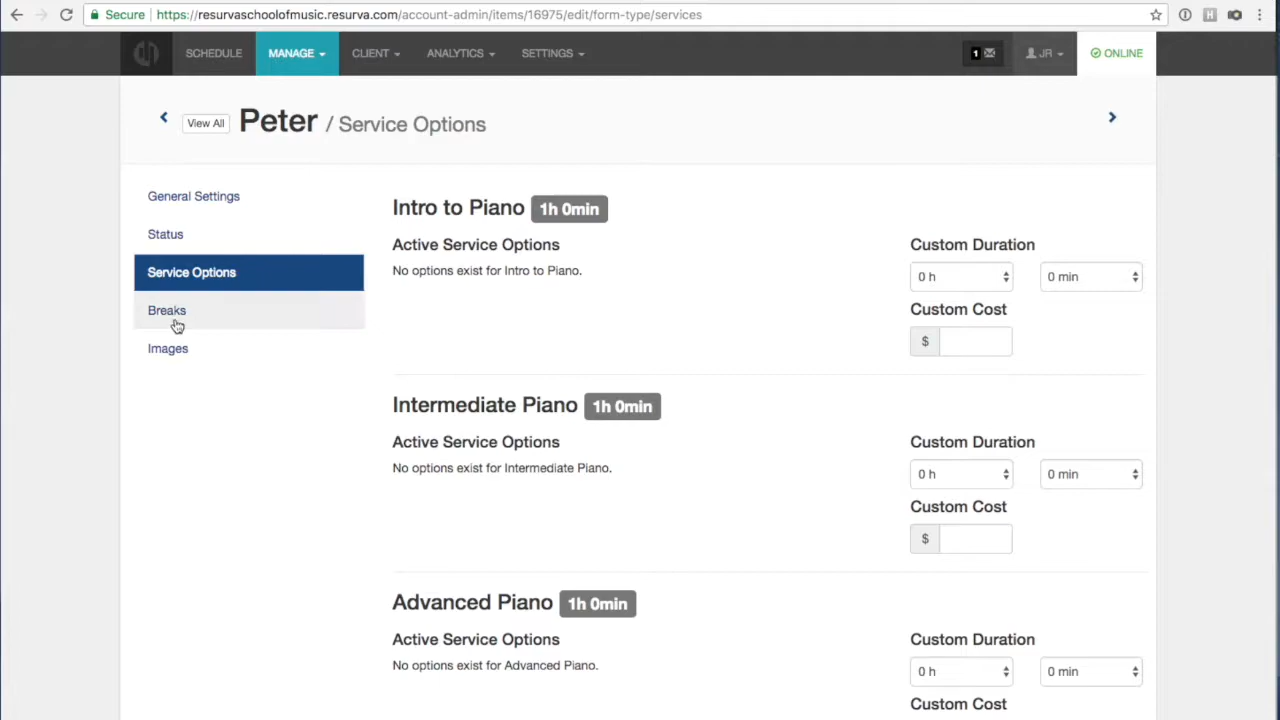 Secure https://resurvaschoolofmusic.resurva.com/account-admin/items/16975/edit/form-type/services
SCHEDULE MANAGE CLIENT ANALYTICS SETTINGS 1 JR ONLINE
View All Peter / Service Options
General Settings
Status
Service Options
Breaks
Images
Intro to Piano 1h 0min
Active Service Options
No options exist for Intro to Piano.
Custom Duration
0 h 0 min
Custom Cost
$
Intermediate Piano 1h 0min
Active Service Options
No options exist for Intermediate Piano.
Custom Duration
0 h 0 min
Custom Cost
$
Advanced Piano 1h 0min
Active Service Options
No options exist for Advanced Piano.
Custom Duration
0 h 0 min
Custom Cost